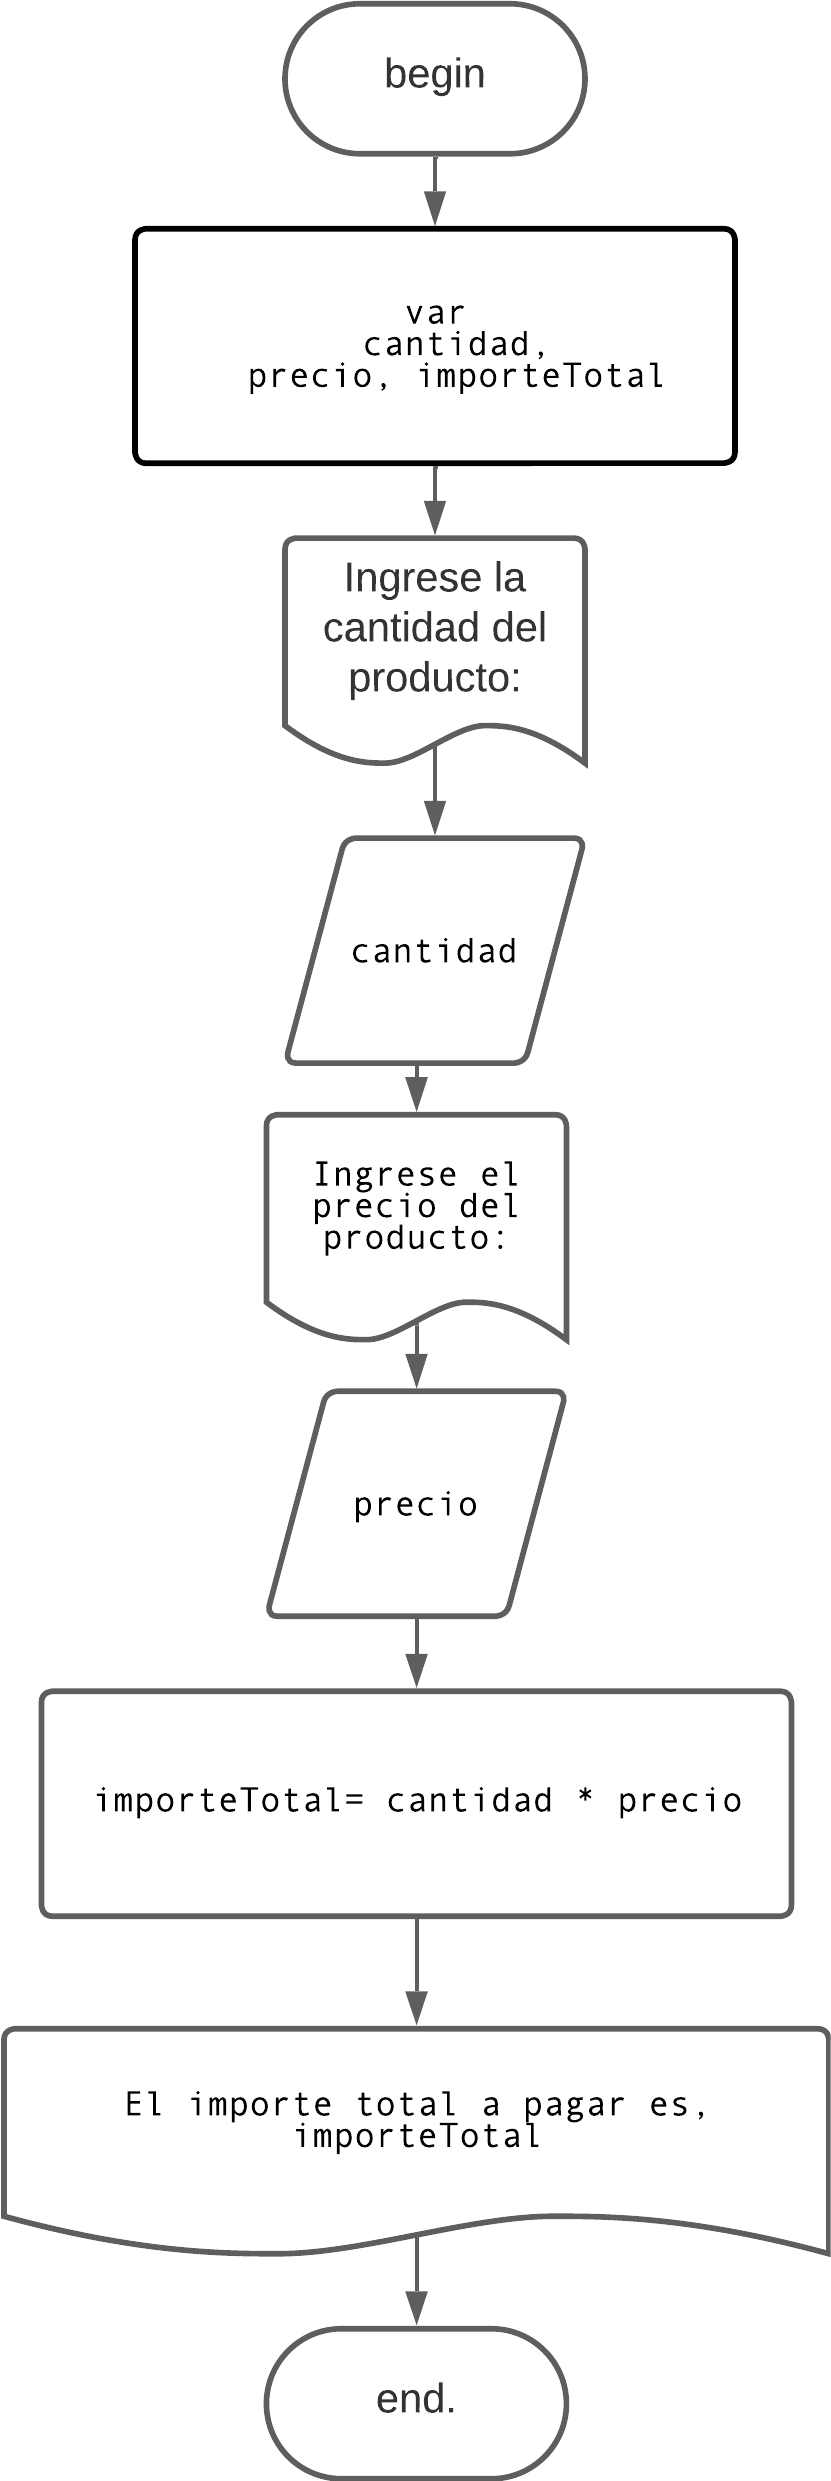 begin
var
cantidad,
precio, importeTotal
Ingrese la
cantidad del
producto:
cantidad
Ingrese el
precio del
producto:
precio
importeTotal= cantidad * precio
El importe total a pagar es,
importeTotal
end.